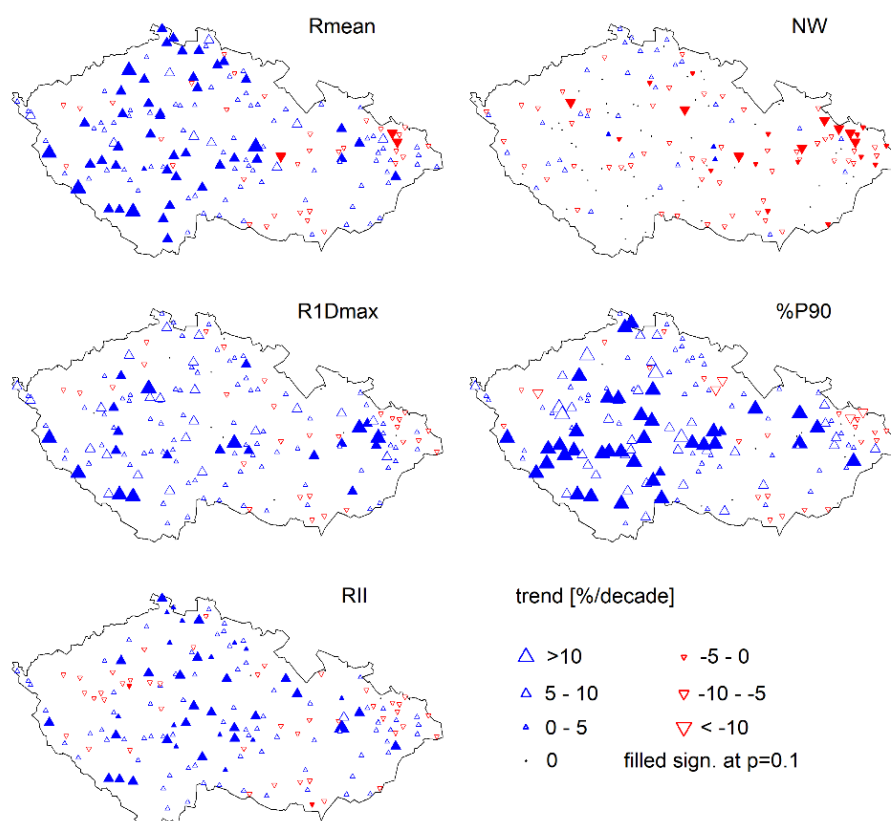 Rmean
NW
R1Dmax
%P90
RII
trend [%/decade]
>10
-5 - 0
5 - 10
-10 - -5
0 - 5
< -10
0
filled sign. at p=0.1